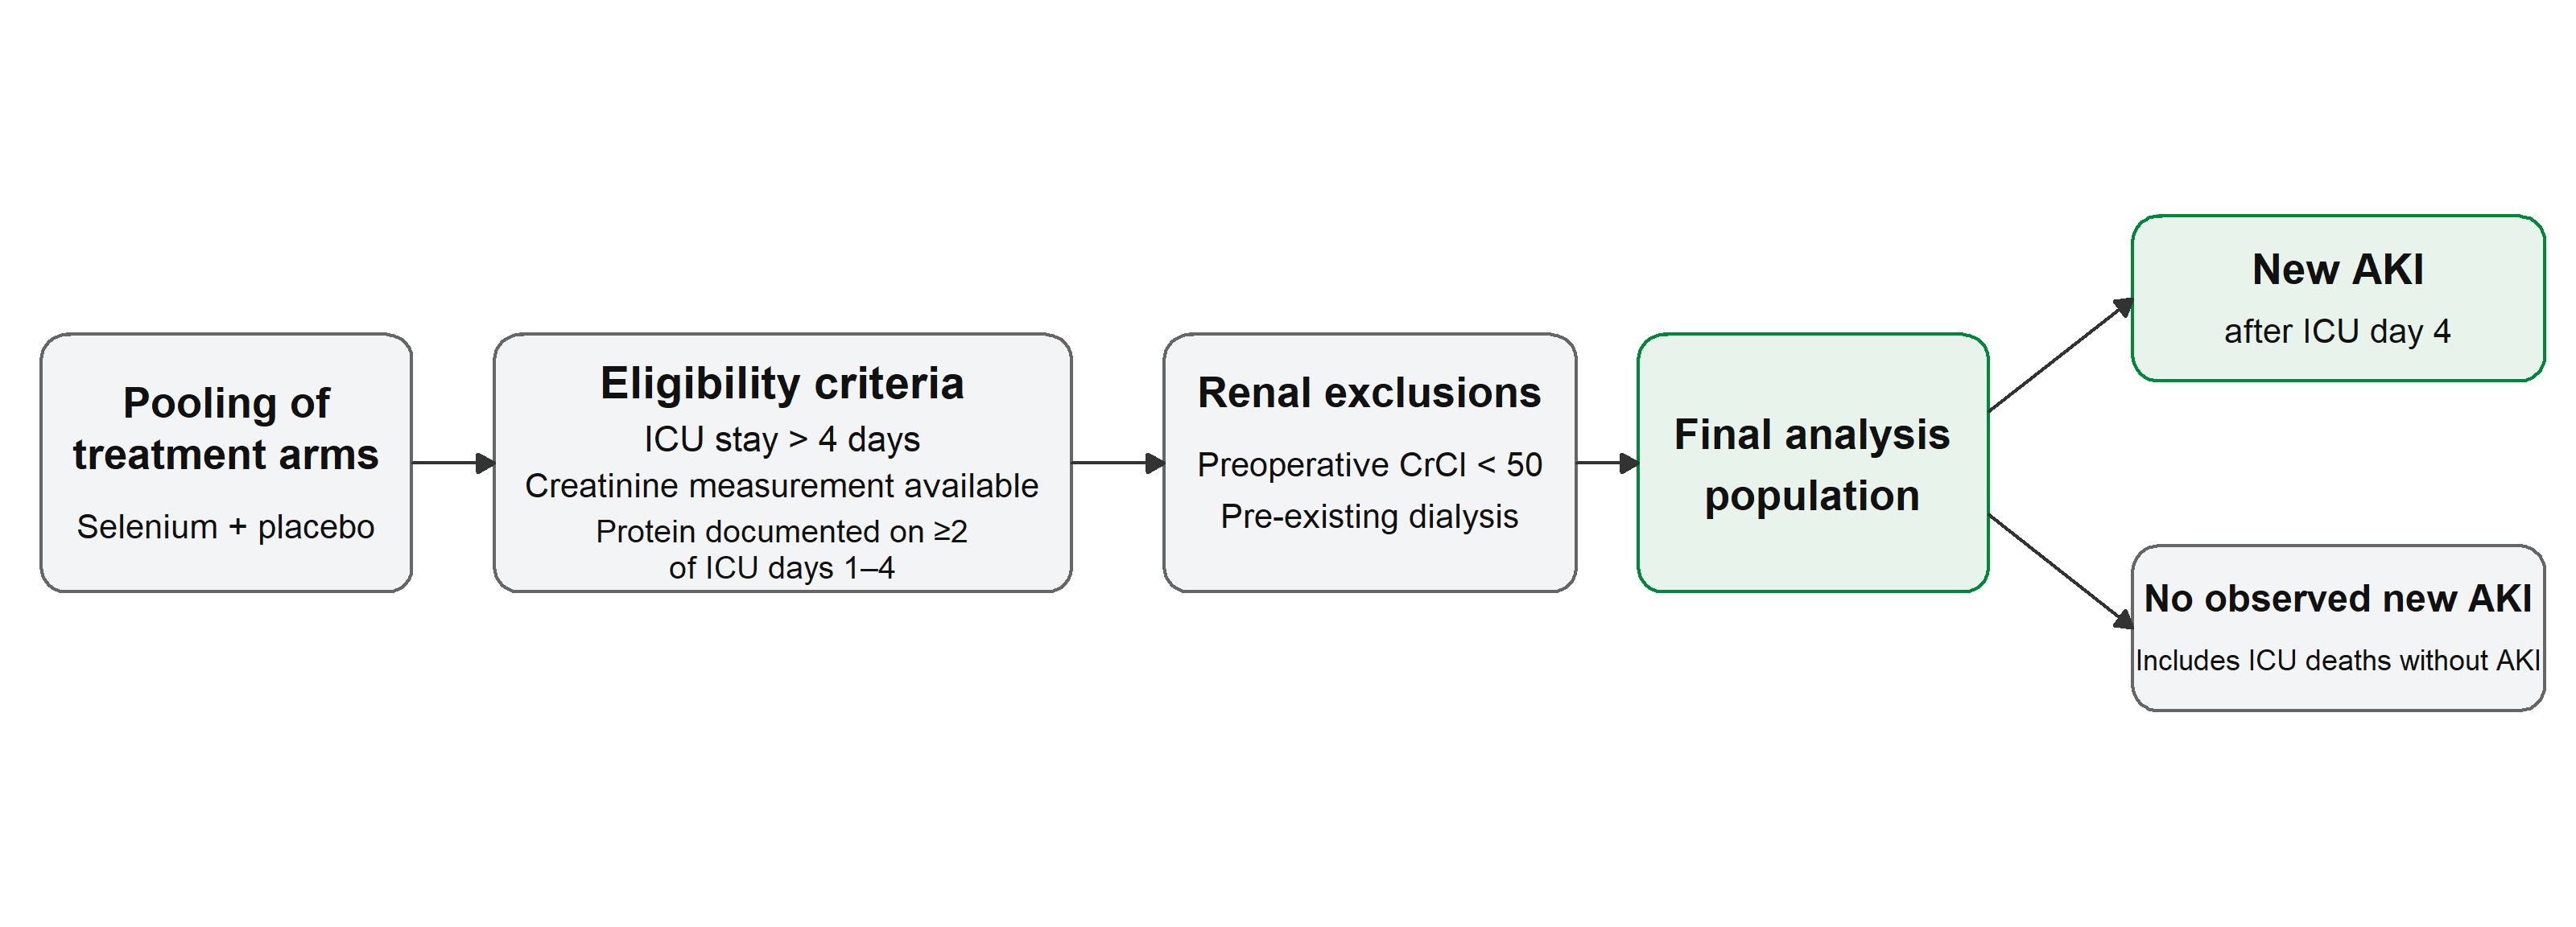 Pooling of
treatment arms
Selenium + placebo
Eligibility criteria
ICU stay > 4 days
Creatinine measurement available
Protein documented on ≥2
of ICU days 1–4
Renal exclusions
Preoperative CrCl < 50
Pre-existing dialysis
Final analysis
population
New AKI
after ICU day 4
No observed new AKI
Includes ICU deaths without AKI